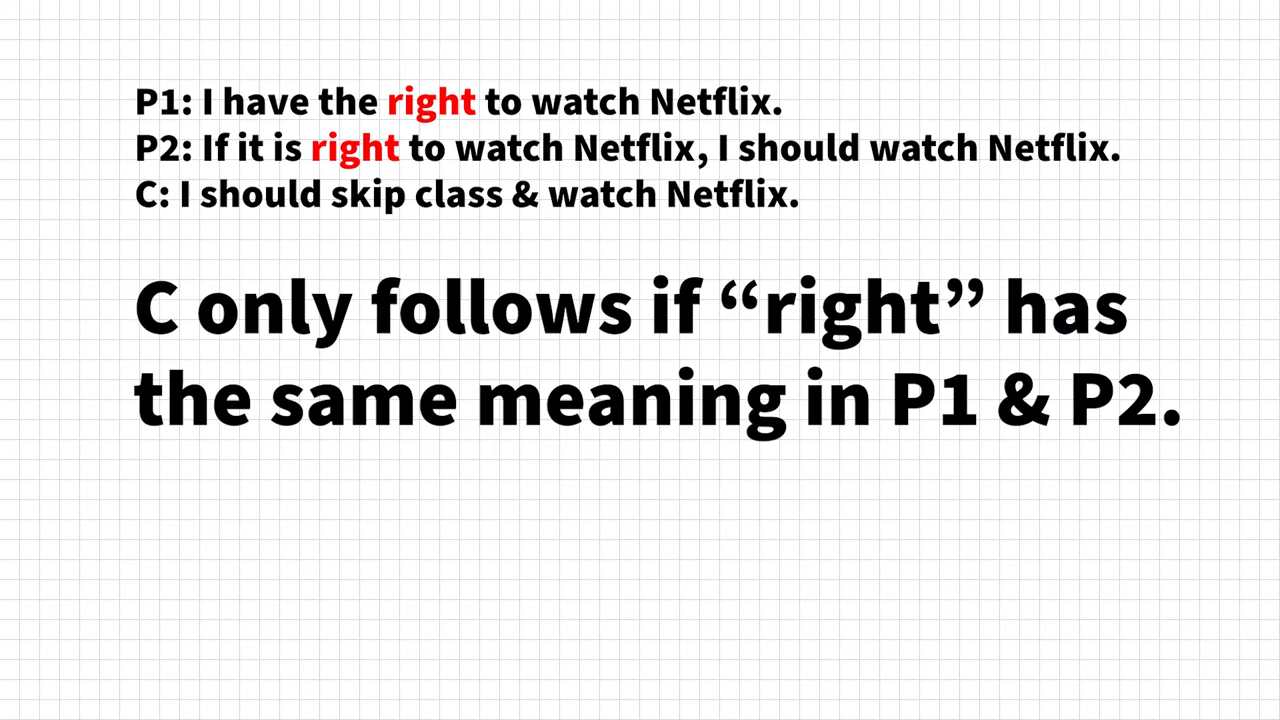 P1: I have the right to watch Netflix.
P2: If it is right to watch Netflix, I should watch Netflix.
C: I should skip class & watch Netflix.
C only follows if “right” has
the same meaning in P1 & P2.